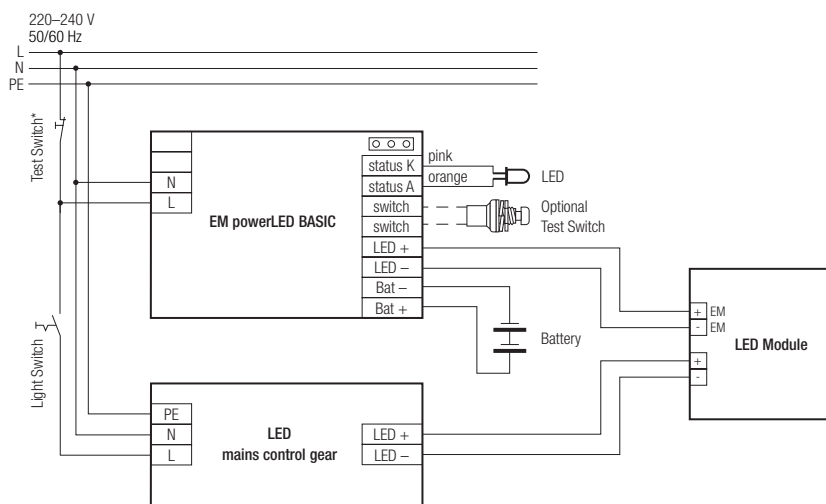 220–240 V
50/60 Hz
L
N
PE
Test Switch*
N
L
EM powerLED BASIC
status K
status A
switch
switch
LED +
LED –
Bat –
Bat +
pink
orange
LED
Optional
Test Switch
Battery
+ EM
- EM
+
-
LED Module
Light Switch
PE
N
L
LED
mains control gear
LED +
LED –